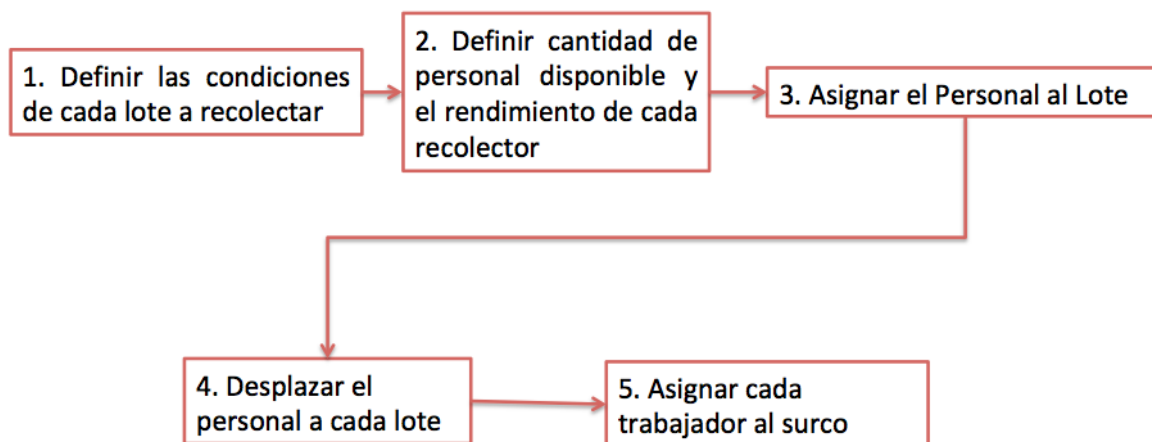 1. Definir las condiciones
de cada lote a recolectar
2. Definir cantidad de
personal disponible y
el rendimiento de cada
recolector
3. Asignar el Personal al Lote
4. Desplazar el
personal a cada lote
5. Asignar cada
trabajador al surco